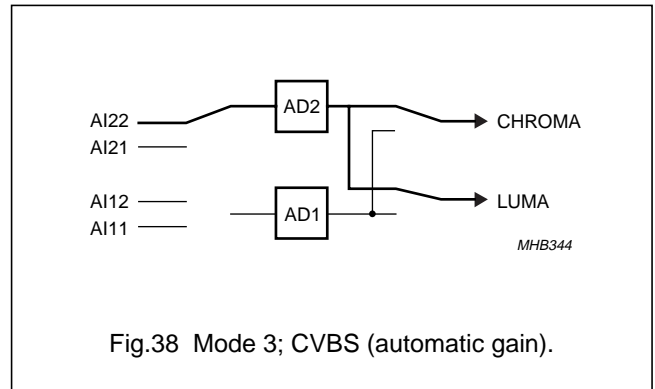 AI22
AI21
AI12
AI11
AD2
AD1
CHROMA
LUMA
MHB344
Fig.38 Mode 3; CVBS (automatic gain).